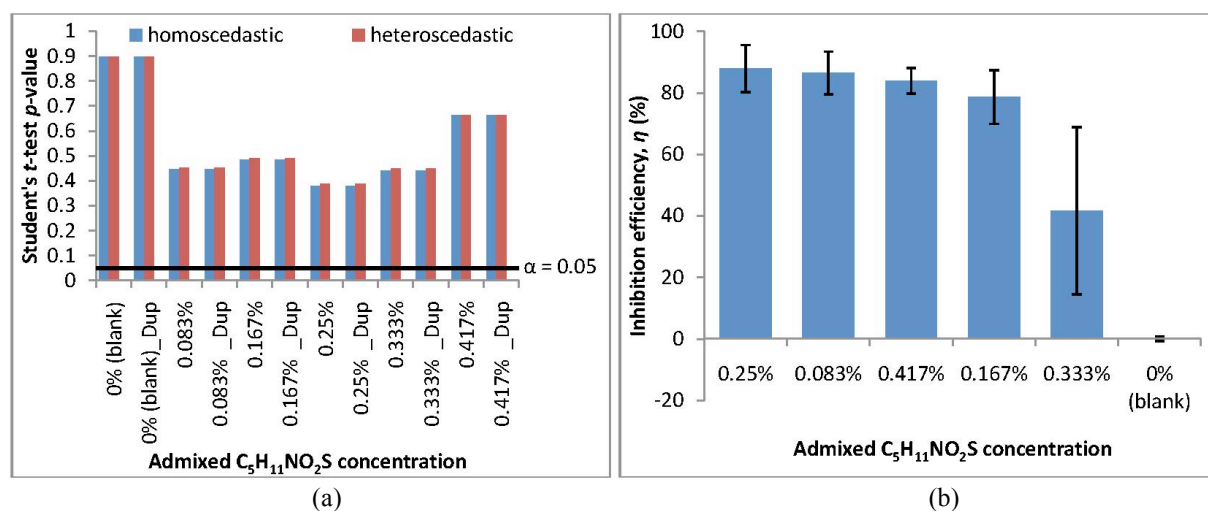 1
0.9
0.8
0.7
0.6
0.5
0.4
0.3
0.2
0.1
0
Student's t-test p-value
homoscedastic
heteroscedastic
α = 0.05
0% (blank)
0% (blank)_Dup
0.083%
0.083% _Dup
0.167%
0.167% _Dup
0.25%
0.25% _Dup
0.333%
0.333% _Dup
0.417%
0.417% _Dup
Admixed C₅H₁₁NO₂S concentration
(a)
100
80
60
40
20
0
-20
Inhibition efficiency, η (%)
0.25%
0.083%
0.417%
0.167%
0.333%
0%
(blank)
Admixed C₅H₁₁NO₂S concentration
(b)